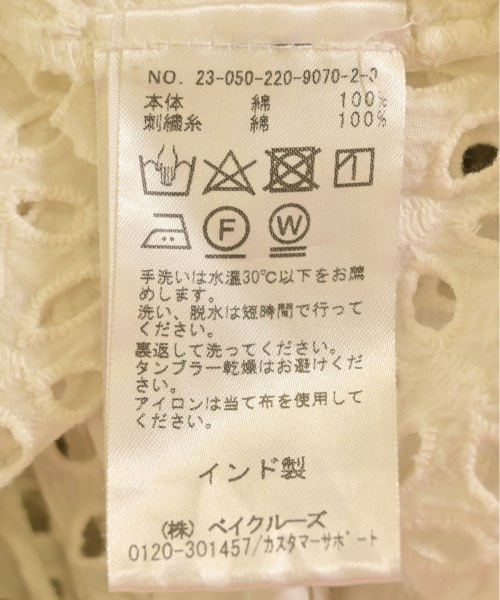 NO. 23-050-220-9070-2-0
本体 綿 100%
刺繍糸 綿 100%
F W
手洗いは水温30℃以下をお薦
めします。
洗い、脱水は短時間で行って
ください。
裏返して洗ってください。
タンブラー乾燥はお避けくだ
さい。
アイロンは当て布を使用して
ください。
インド製
(株) ベイクルーズ
0120-301457/カスタマーサポート